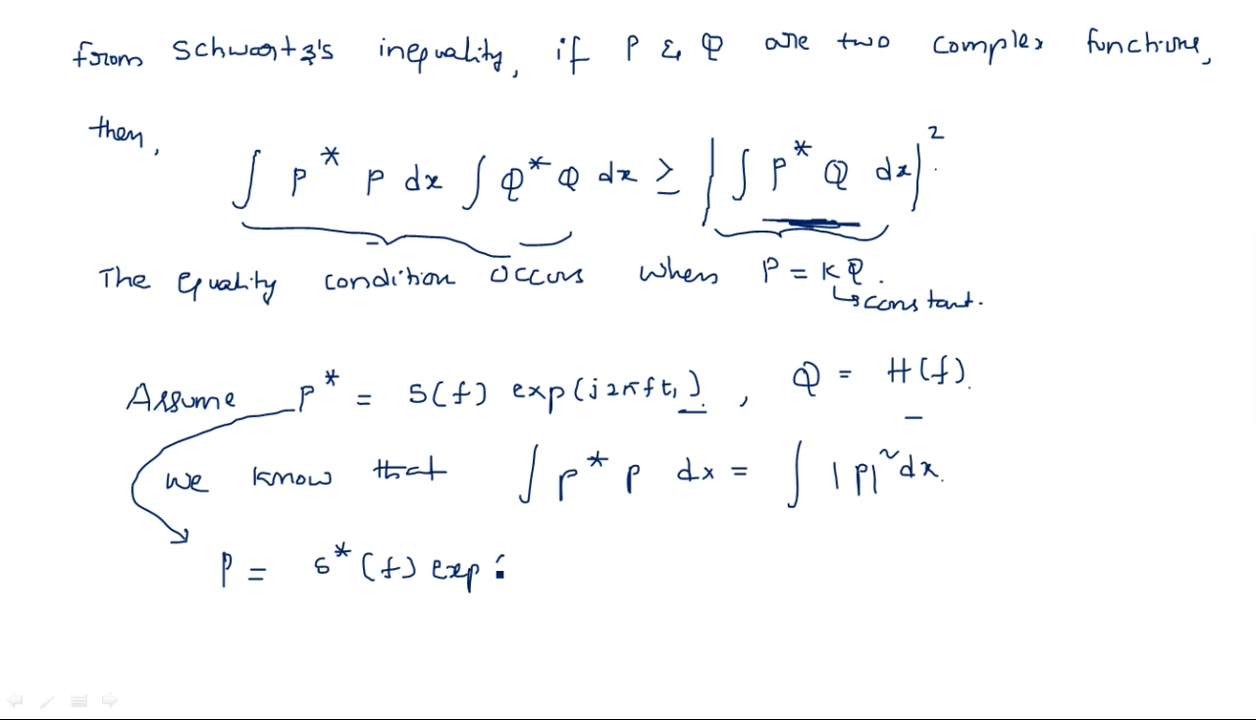 from Schwartz's inequality, if P & Q are two complex functions,
then,
∫ P* P dx ∫ Q* Q dx ≥ |∫ P* Q dx|².
The equality condition occurs when P = KQ.
↳ constant.
Assume P* = S(f) exp(j2πft₁), Q = H(f).
We know that ∫ P* P dx = ∫ |P|² dx.
P = S*(f) exp